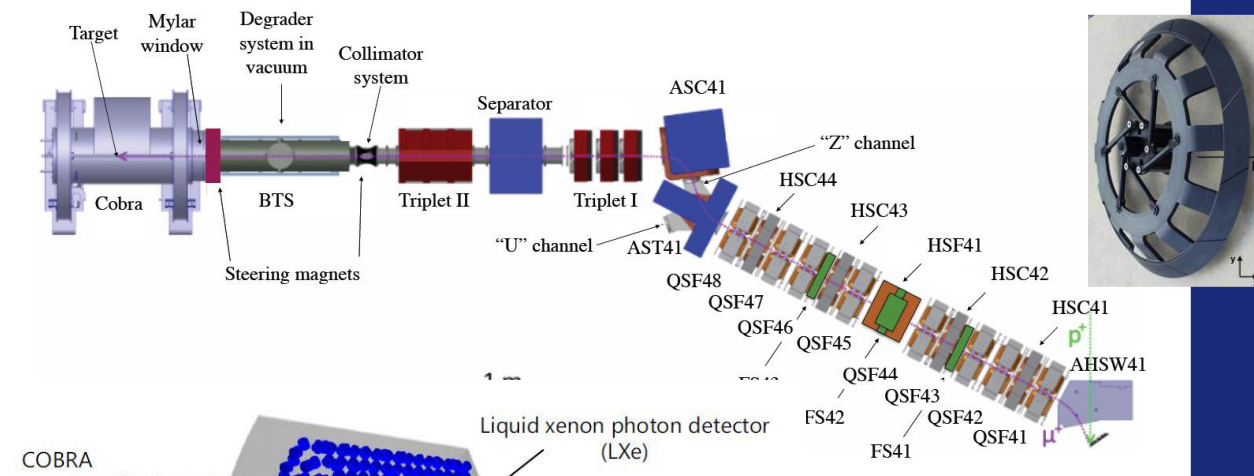 Target
Mylar
window
Degrader
system in
vacuum
Collimator
system
Separator
ASC41
"Z" channel
HSC44
HSC43
HSF41
HSC42
HSC41
p⁺
AHSW41
Cobra
BTS
Triplet II
Triplet I
"U" channel
AST41
Steering magnets
QSF48
QSF47
QSF46
QSF45
QSF44
FS42
QSF43
QSF42
FS41
QSF41
μ⁺
y
Liquid xenon photon detector
(LXe)
COBRA